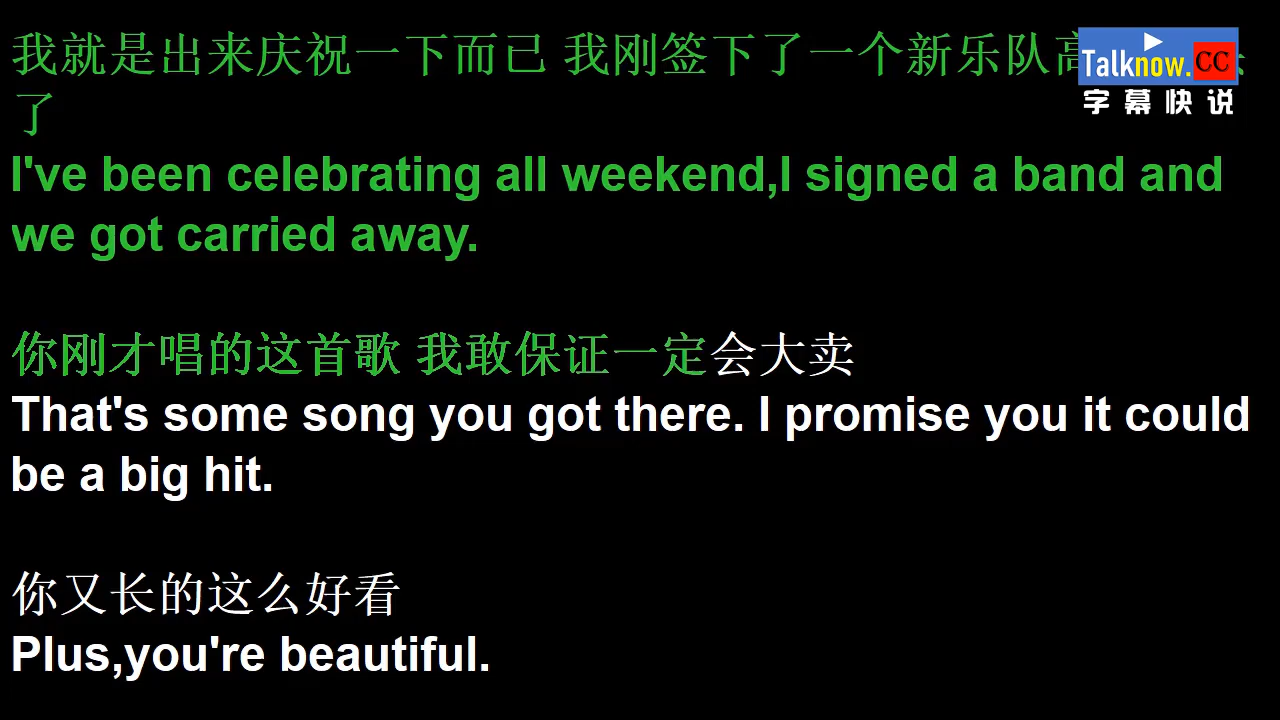 我就是出来庆祝一下而已 我刚签下了一个新乐队
了
I've been celebrating all weekend,I signed a band and
we got carried away.
你刚才唱的这首歌 我敢保证一定会大卖
That's some song you got there. I promise you it could
be a big hit.
你又长的这么好看
Plus,you're beautiful.
Talknow.CC
字幕快说